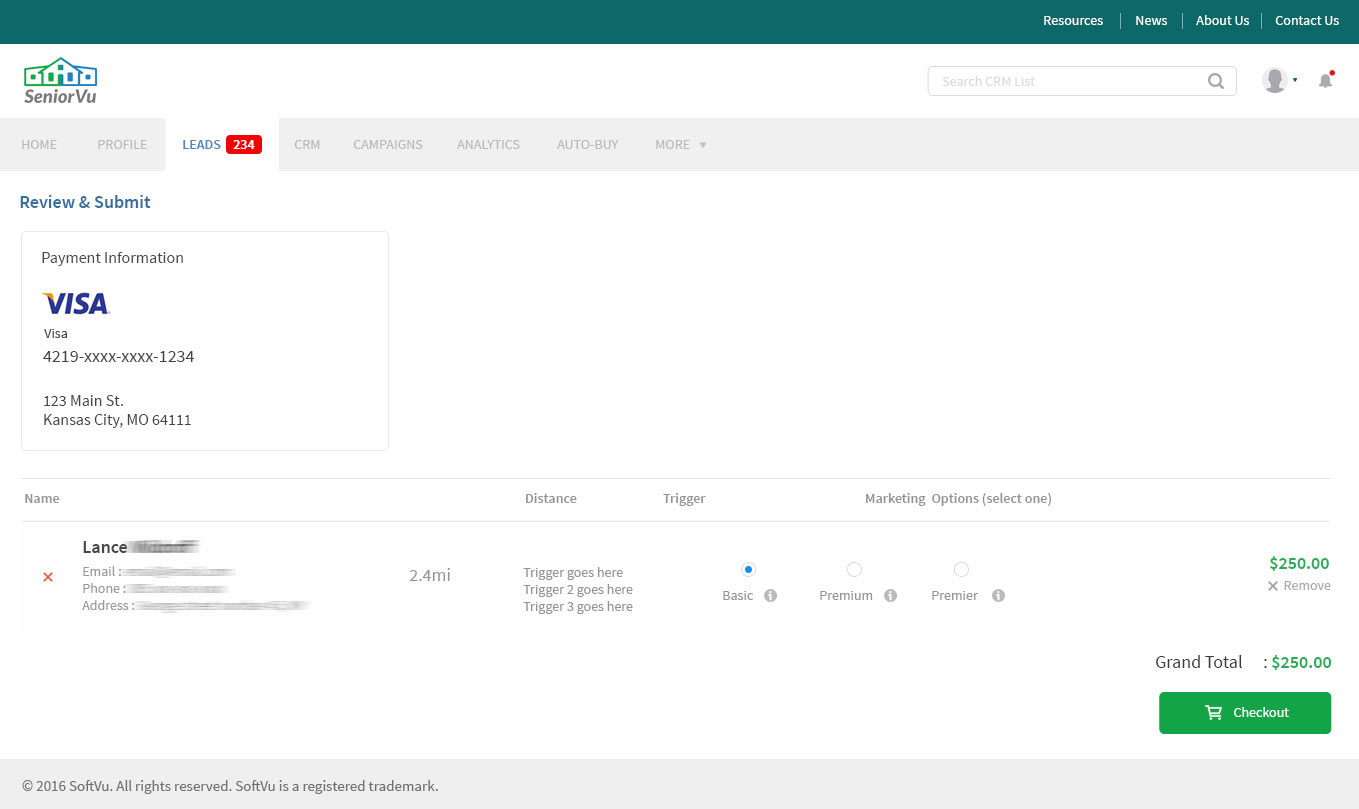 Resources News About Us Contact Us
SeniorVu
Search CRM List
HOME PROFILE LEADS 234 CRM CAMPAIGNS ANALYTICS AUTO-BUY MORE
Review & Submit
Payment Information
VISA
Visa
4219-xxxx-xxxx-1234
123 Main St.
Kansas City, MO 64111
Name Distance Trigger Marketing Options (select one)
Lance
Email :
Phone :
Address :
2.4mi
Trigger goes here
Trigger 2 goes here
Trigger 3 goes here
Basic Premium Premier
$250.00
Remove
Grand Total : $250.00
Checkout
© 2016 SoftVu. All rights reserved. SoftVu is a registered trademark.